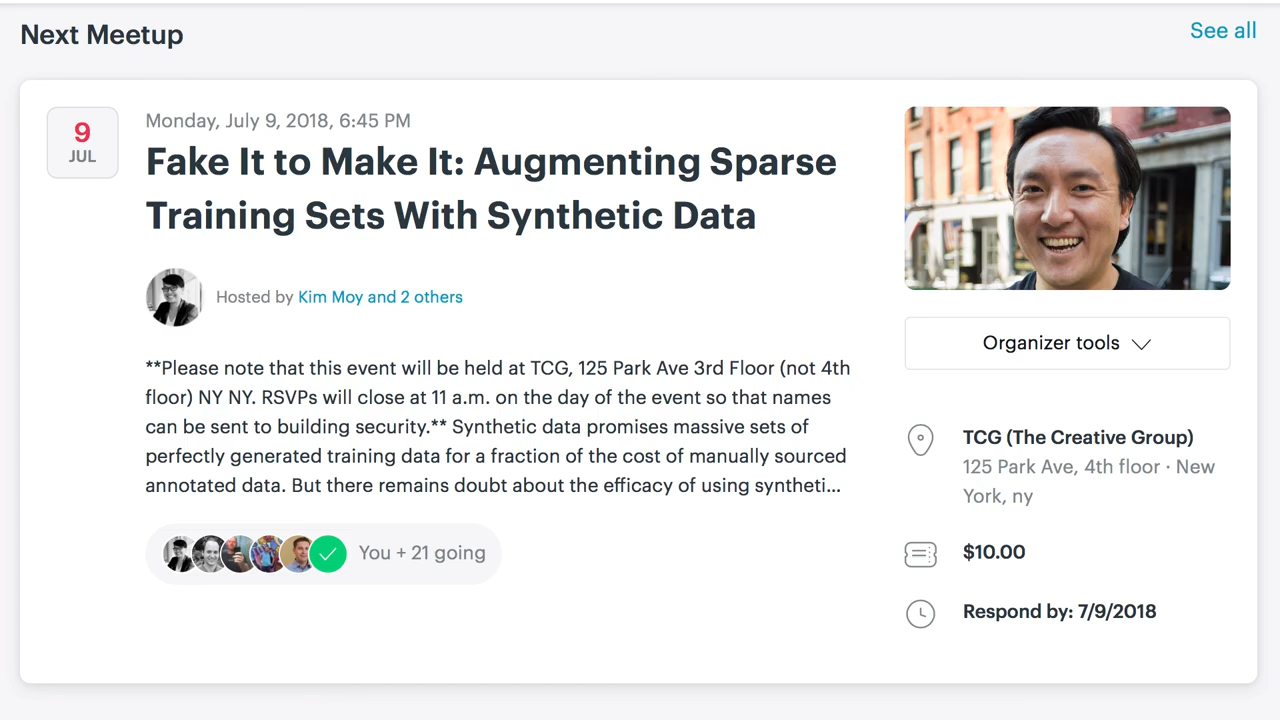 Next Meetup
See all
9
JUL
Monday, July 9, 2018, 6:45 PM
Fake It to Make It: Augmenting Sparse
Training Sets With Synthetic Data
Hosted by Kim Moy and 2 others
**Please note that this event will be held at TCG, 125 Park Ave 3rd Floor (not 4th
floor) NY NY. RSVPs will close at 11 a.m. on the day of the event so that names
can be sent to building security.** Synthetic data promises massive sets of
perfectly generated training data for a fraction of the cost of manually sourced
annotated data. But there remains doubt about the efficacy of using syntheti...
You + 21 going
Organizer tools
TCG (The Creative Group)
125 Park Ave, 4th floor · New
York, ny
$10.00
Respond by: 7/9/2018